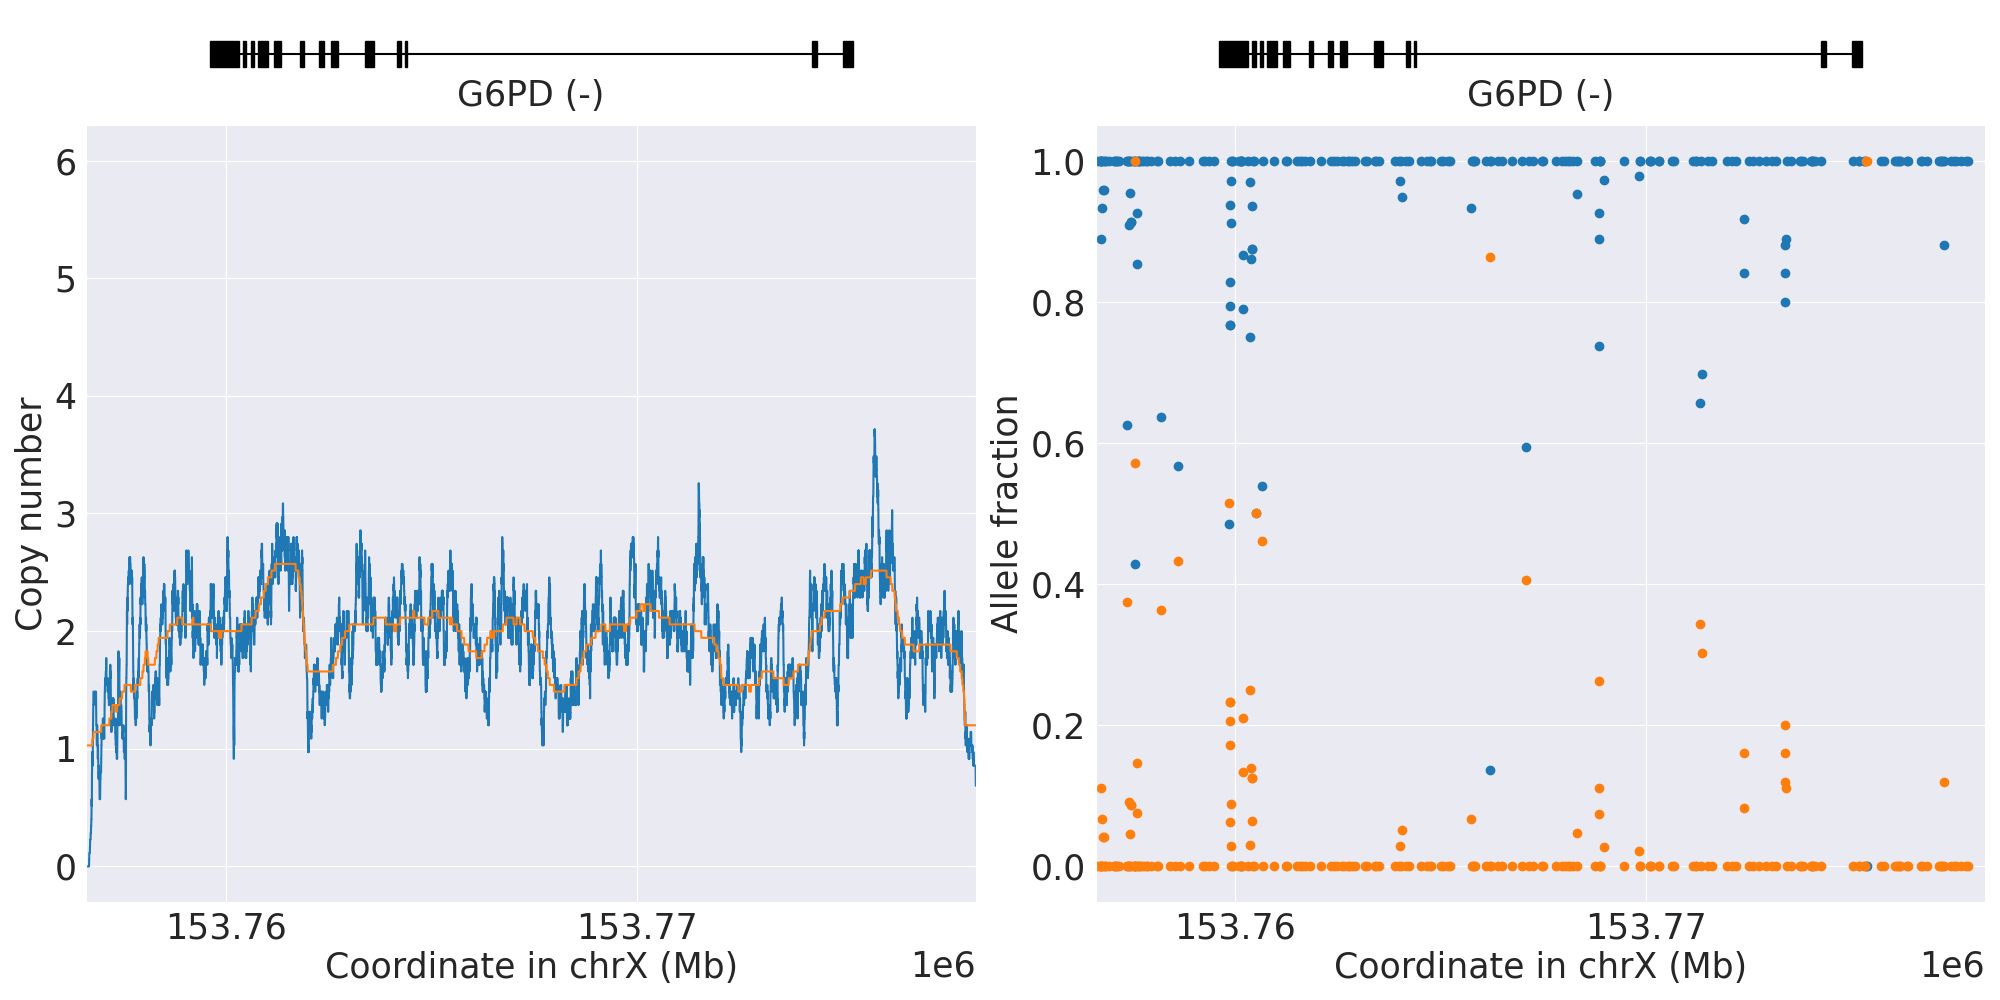 G6PD (-)
G6PD (-)
Copy number
6
5
4
3
2
1
0
153.76
153.77
Coordinate in chrX (Mb)
1e6
Allele fraction
1.0
0.8
0.6
0.4
0.2
0.0
153.76
153.77
Coordinate in chrX (Mb)
1e6